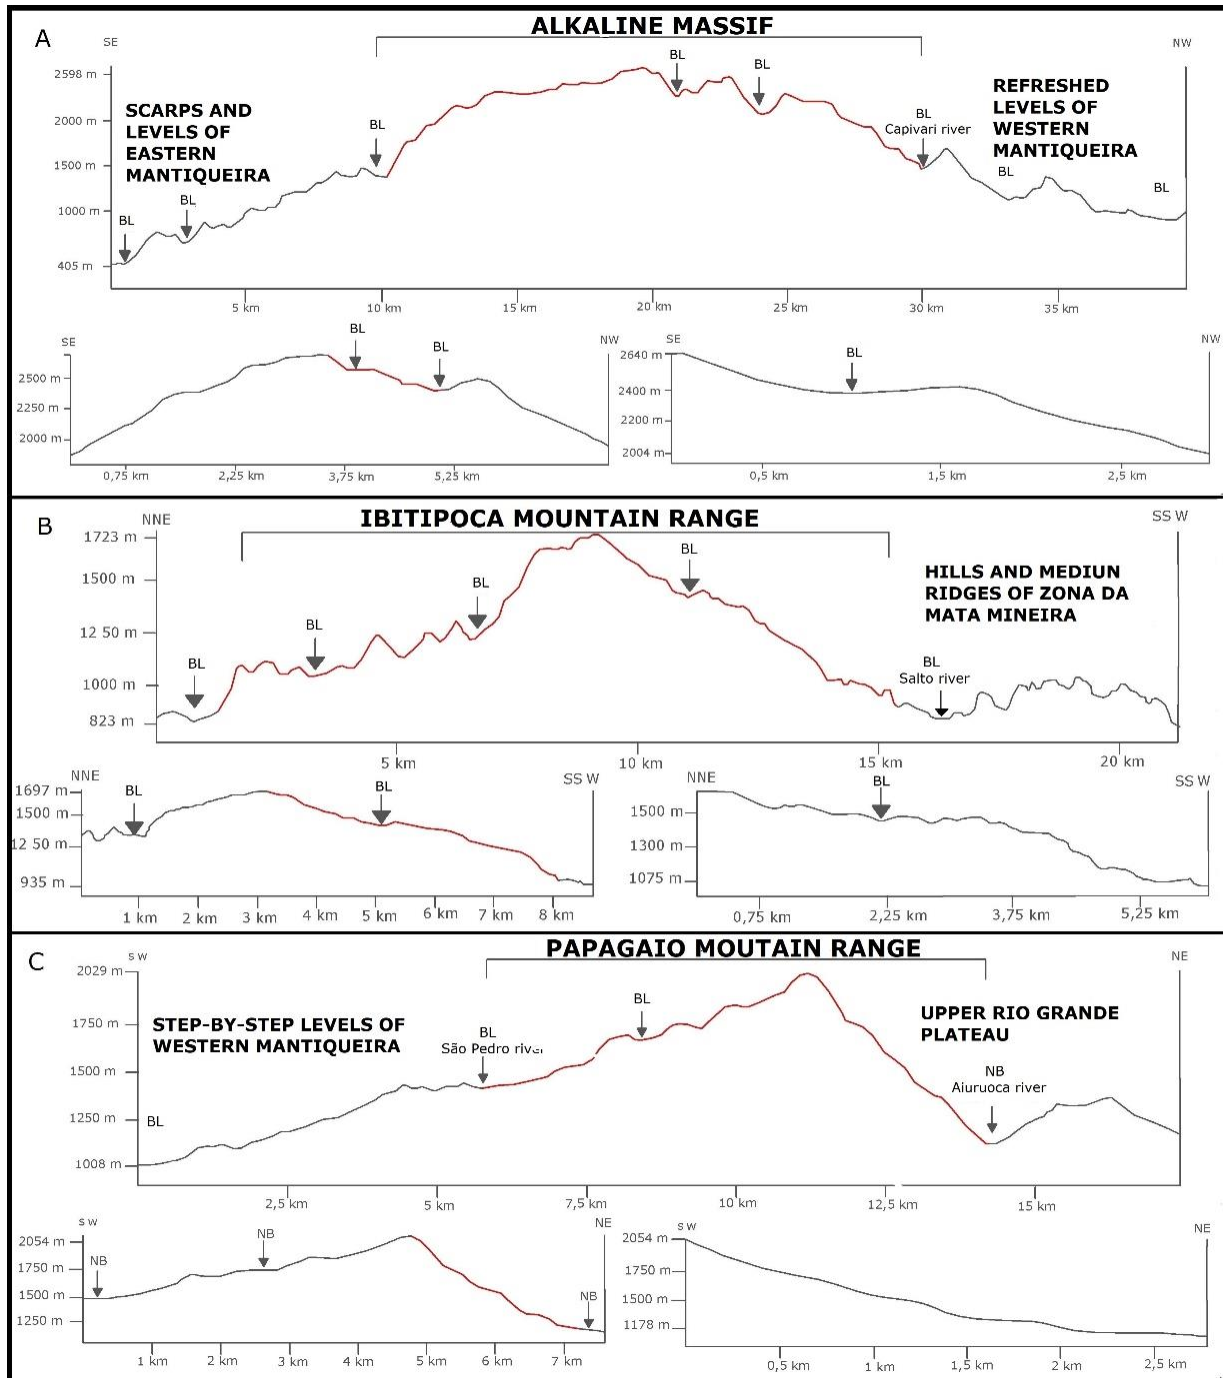 A
ALKALINE MASSIF
SE
NW
2598 m
2000 m
1500 m
1000 m
405 m
SCARPS AND
LEVELS OF
EASTERN
MANTIQUEIRA
BL
BL
BL
BL
BL
BL
Capivari river
REFRESHED
LEVELS OF
WESTERN
MANTIQUEIRA
BL
BL
5 km
10 km
15 km
20 km
25 km
30 km
35 km
SE
NW
2500 m
2250 m
2000 m
BL
BL
0,75 km
2,25 km
3,75 km
5,25 km
SE
NW
2640 m
2400 m
2200 m
2004 m
BL
0,5 km
1,5 km
2,5 km
B
IBITIPOCA MOUNTAIN RANGE
NNE
SS W
1723 m
1500 m
12 50 m
1000 m
823 m
BL
BL
BL
BL
HILLS AND MEDIUN
RIDGES OF ZONA DA
MATA MINEIRA
BL
Salto river
5 km
10 km
15 km
20 km
NNE
SS W
1697 m
1500 m
12 50 m
935 m
BL
BL
1 km
2 km
3 km
4 km
5 km
6 km
7 km
8 km
NNE
SS W
1500 m
1300 m
1075 m
BL
0,75 km
2,25 km
3,75 km
5,25 km
C
PAPAGAIO MOUTAIN RANGE
S W
NE
2029 m
1750 m
1500 m
1250 m
1008 m
STEP-BY-STEP LEVELS OF
WESTERN MANTIQUEIRA
BL
BL
São Pedro river
BL
UPPER RIO GRANDE
PLATEAU
NB
Aiuruoca river
2,5 km
5 km
7,5 km
10 km
12,5 km
15 km
S W
NE
2054 m
1750 m
1500 m
1250 m
NB
NB
NB
1 km
2 km
3 km
4 km
5 km
6 km
7 km
S W
NE
2054 m
1750 m
1500 m
1178 m
0,5 km
1 km
1,5 km
2 km
2,5 km